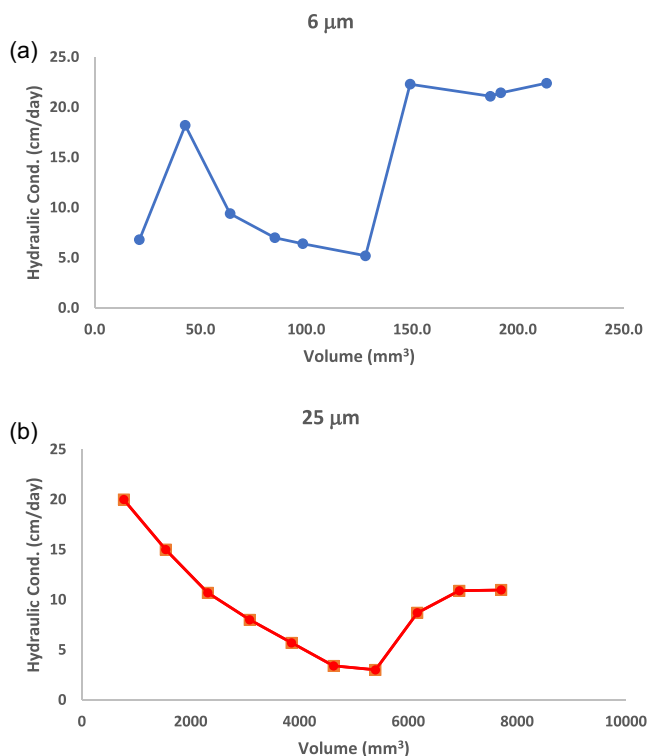 6 μm
(a)
Hydraulic Cond. (cm/day)
25.0
20.0
15.0
10.0
5.0
0.0
0.0 50.0 100.0 150.0 200.0 250.0
Volume (mm³)
25 μm
(b)
Hydraulic Cond. (cm/day)
25
20
15
10
5
0
0 2000 4000 6000 8000 10000
Volume (mm³)